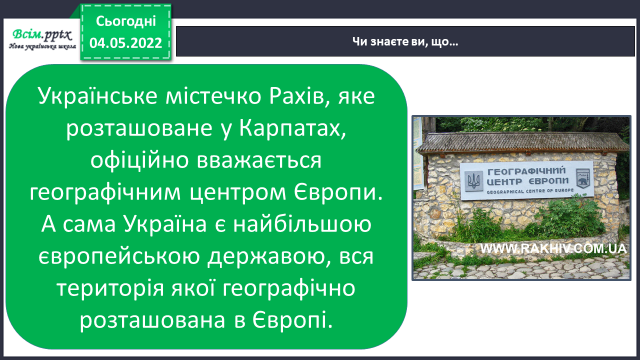 Всім.pptx
Нова українська школа
Сьогодні
04.05.2022
Чи знаєте ви, що...
Українське містечко Рахів, яке
розташоване у Карпатах,
офіційно вважається
географічним центром Європи.
А сама Україна є найбільшою
європейською державою, вся
територія якої географічно
розташована в Європі.
ГЕОГРАФІЧНИЙ
ЦЕНТР ЄВРОПИ
GEOGRAPHICAL CENTRE OF EUROPE
WWW.RAKHIV.COM.UA